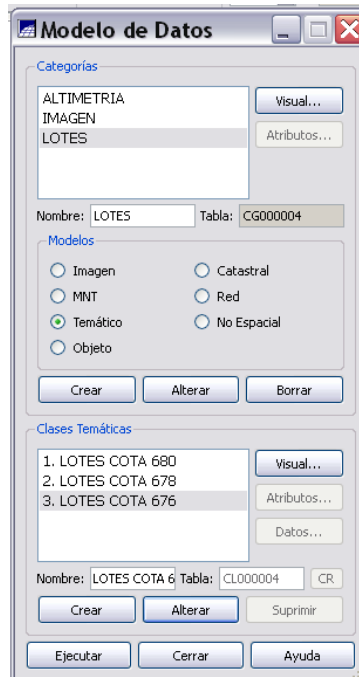 Modelo de Datos
Categorías
ALTIMETRIA
IMAGEN
LOTES
Visual...
Atributos...
Nombre: LOTES Tabla: CG000004
Modelos
Imagen Catastral
MNT Red
Temático No Espacial
Objeto
Crear Alterar Borrar
Clases Temáticas
1. LOTES COTA 680
2. LOTES COTA 678
3. LOTES COTA 676
Visual...
Atributos...
Datos...
Nombre: LOTES COTA 6 Tabla: CL000004 CR
Crear Alterar Suprimir
Ejecutar Cerrar Ayuda